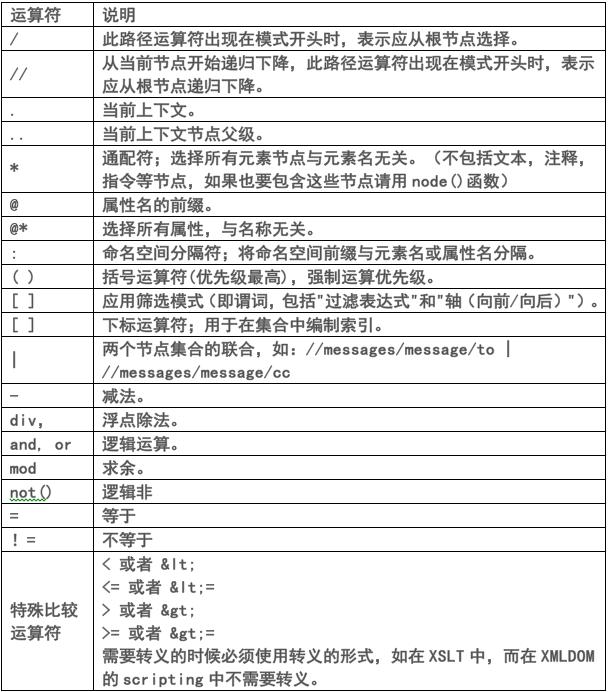 运算符 说明
/ 此路径运算符出现在模式开头时，表示应从根节点选择。
// 从当前节点开始递归下降，此路径运算符出现在模式开头时，表示
应从根节点递归下降。
. 当前上下文。
.. 当前上下文节点父级。
* 通配符；选择所有元素节点与元素名无关。（不包括文本，注释，
指令等节点，如果也要包含这些节点请用 node()函数）
@ 属性名的前缀。
@* 选择所有属性，与名称无关。
: 命名空间分隔符；将命名空间前缀与元素名或属性名分隔。
( ) 括号运算符(优先级最高)，强制运算优先级。
[ ] 应用筛选模式（即谓词，包括"过滤表达式"和"轴（向前/向后）"）。
[ ] 下标运算符；用于在集合中编制索引。
| 两个节点集合的联合，如：//messages/message/to |
//messages/message/cc
- 减法。
div, 浮点除法。
and, or 逻辑运算。
mod 求余。
not() 逻辑非
= 等于
!= 不等于
特殊比较
运算符
< 或者 &lt;
<= 或者 &lt;=
> 或者 &gt;
>= 或者 &gt;=
需要转义的时候必须使用转义的形式，如在 XSLT 中，而在 XMLDOM
的 scripting 中不需要转义。